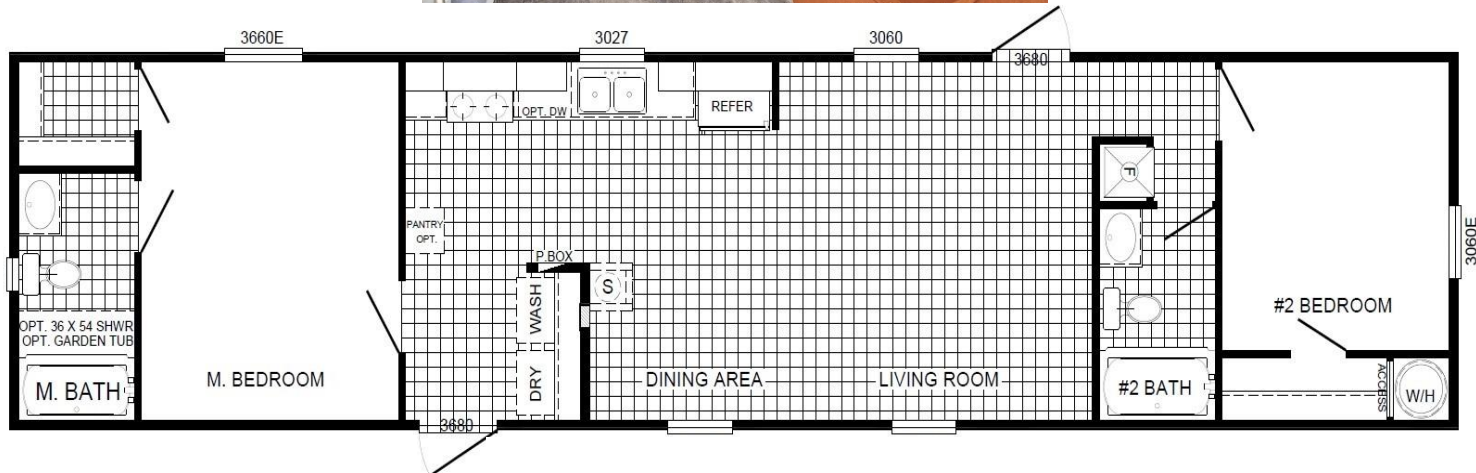 3660E
3027
3060
3680
OPT. DW
REFER
F
PANTRY
OPT.
P.BOX
S
WASH
DRY
3060E
#2 BEDROOM
OPT. 36 X 54 SHWR
OPT. GARDEN TUB
M. BATH
M. BEDROOM
DINING AREA
LIVING ROOM
#2 BATH
ACCESS
W/H
3680